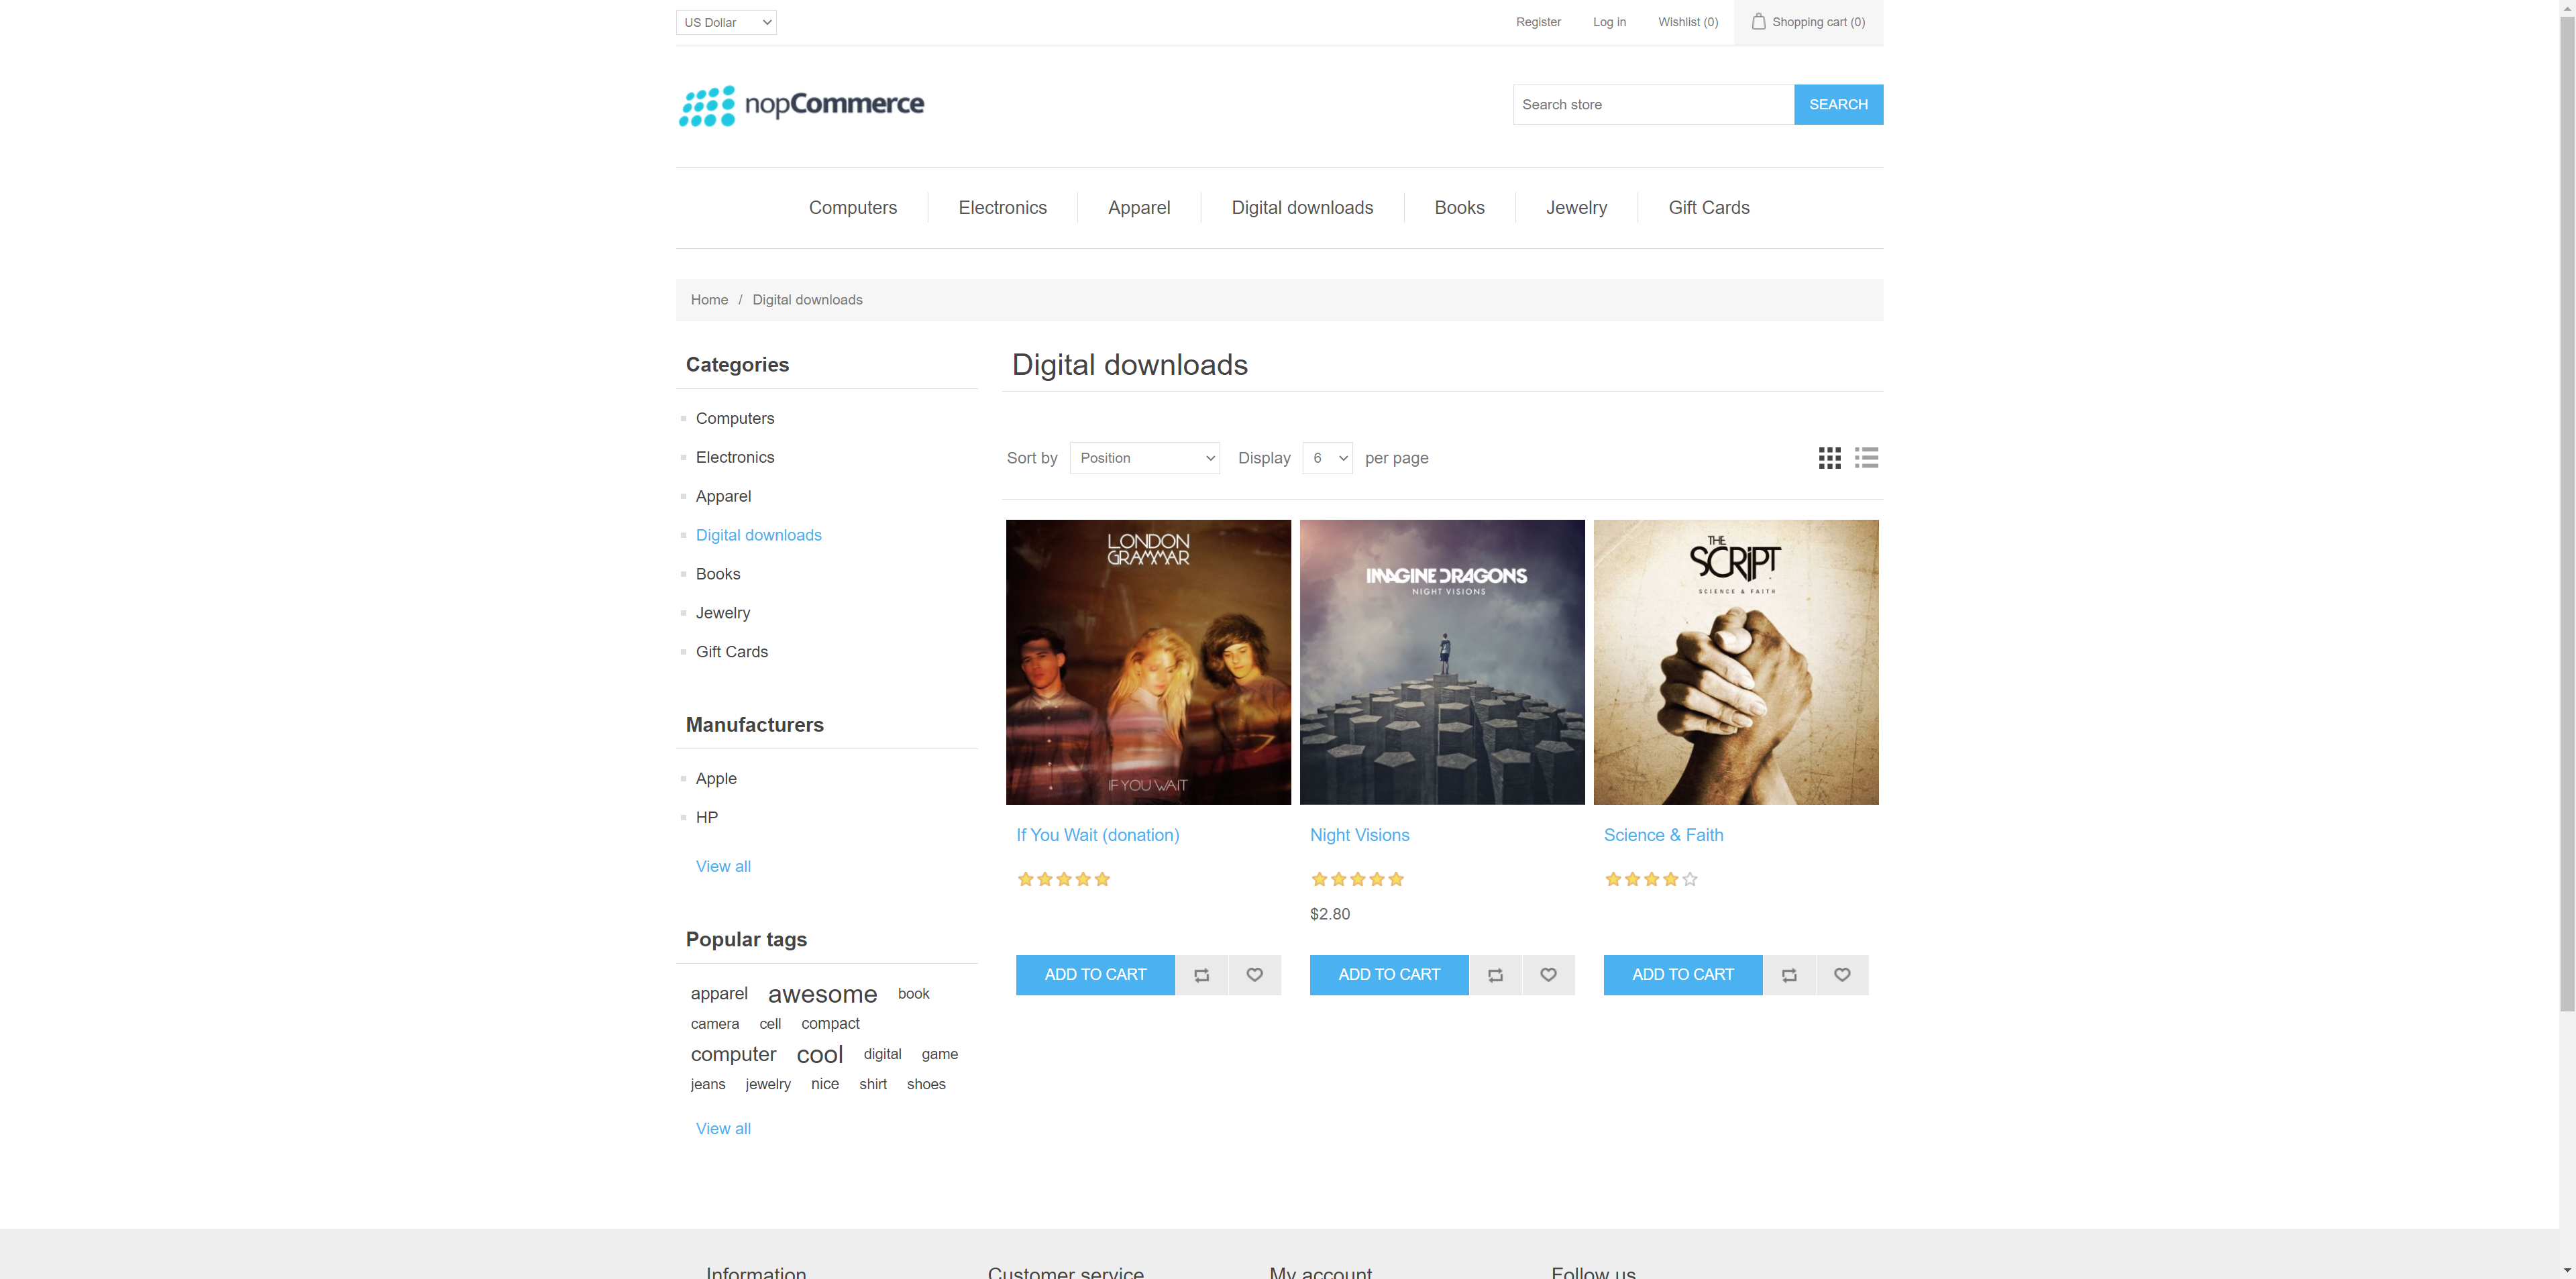 US Dollar
Register Log in Wishlist (0) Shopping cart (0)
nopCommerce
Search store SEARCH
Computers Electronics Apparel Digital downloads Books Jewelry Gift Cards
Home / Digital downloads
Categories
Computers
Electronics
Apparel
Digital downloads
Books
Jewelry
Gift Cards
Manufacturers
Apple
HP
View all
Popular tags
apparel awesome book
camera cell compact
computer cool digital game
jeans jewelry nice shirt shoes
View all
Digital downloads
Sort by Position Display 6 per page
LONDON
GRAMMAR
IF YOU WAIT
If You Wait (donation)
ADD TO CART
IMAGINE DRAGONS
NIGHT VISIONS
Night Visions
$2.80
ADD TO CART
THE
SCRIPT
SCIENCE & FAITH
Science & Faith
ADD TO CART
Information Customer service My account Follow us